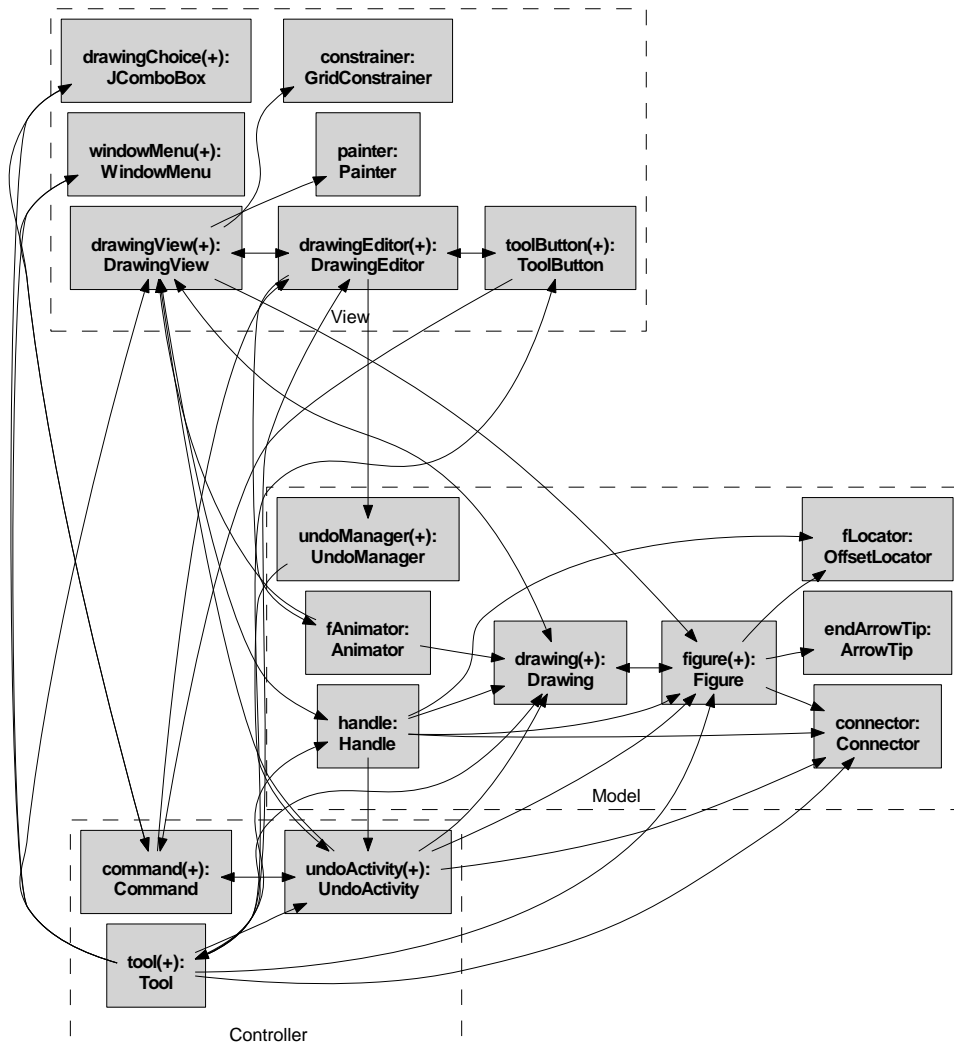 drawingChoice(+):
JComboBox
constrainer:
GridConstrainer
windowMenu(+):
WindowMenu
painter:
Painter
drawingView(+):
DrawingView
drawingEditor(+):
DrawingEditor
toolButton(+):
ToolButton
View
undoManager(+):
UndoManager
fLocator:
OffsetLocator
fAnimator:
Animator
drawing(+):
Drawing
figure(+):
Figure
endArrowTip:
ArrowTip
handle:
Handle
connector:
Connector
Model
command(+):
Command
undoActivity(+):
UndoActivity
tool(+):
Tool
Controller